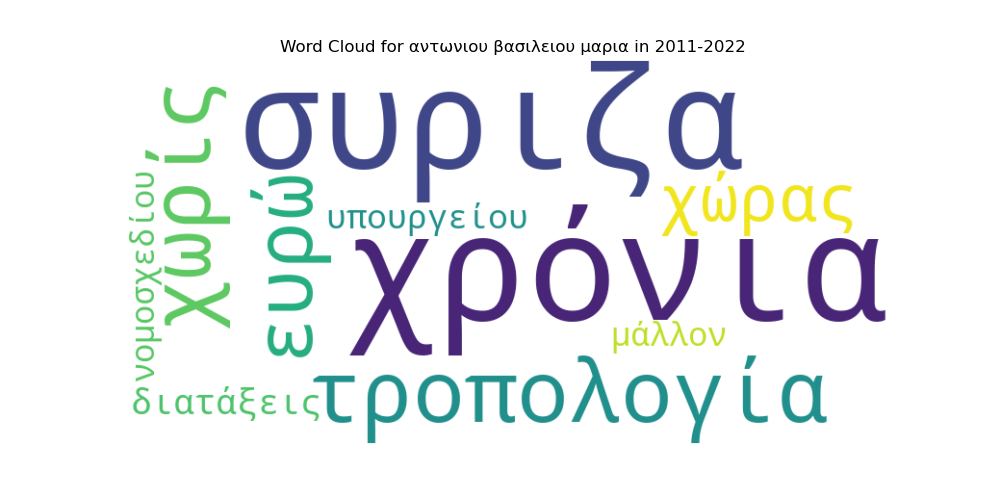 Word Cloud for αντωνιου βασιλειου μαρια in 2011-2022
συριζα
χωρίς
χώρας
ευρώ
υπουργείου
νομοσχεδίου
χρόνια
μάλλον
τροπολογία
διατάξεις